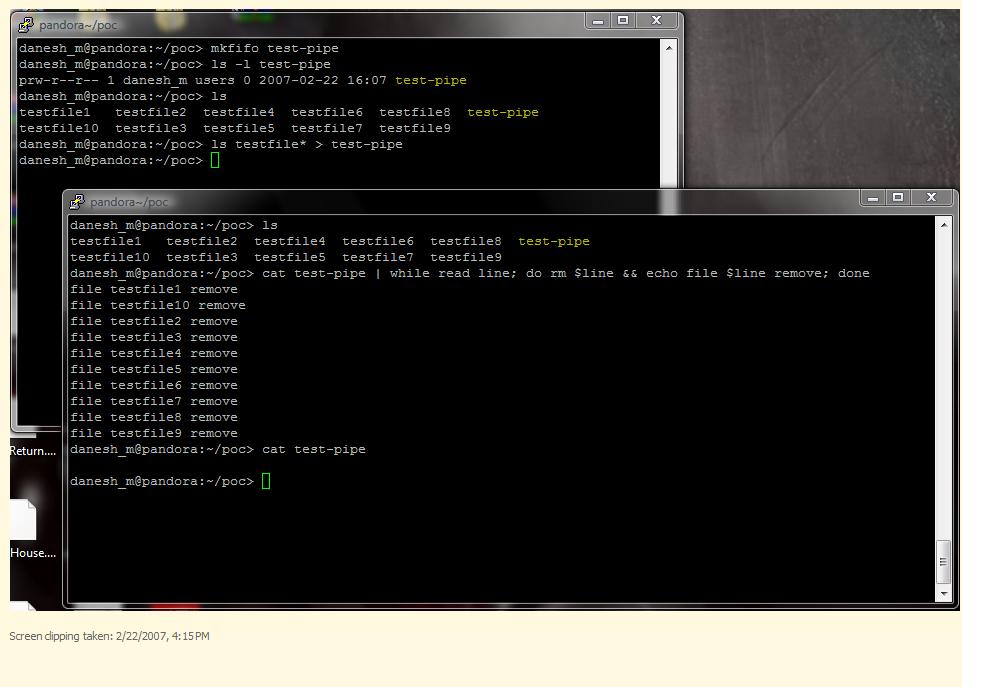 pandora~/poc
danesh_m@pandora:~/poc> mkfifo test-pipe
danesh_m@pandora:~/poc> ls -l test-pipe
prw-r--r-- 1 danesh_m users 0 2007-02-22 16:07 test-pipe
danesh_m@pandora:~/poc> ls
testfile1 testfile2 testfile4 testfile6 testfile8 test-pipe
testfile10 testfile3 testfile5 testfile7 testfile9
danesh_m@pandora:~/poc> ls testfile* > test-pipe
danesh_m@pandora:~/poc>
pandora~/poc
danesh_m@pandora:~/poc> ls
testfile1 testfile2 testfile4 testfile6 testfile8 test-pipe
testfile10 testfile3 testfile5 testfile7 testfile9
danesh_m@pandora:~/poc> cat test-pipe | while read line; do rm $line && echo file $line remove; done
file testfile1 remove
file testfile10 remove
file testfile2 remove
file testfile3 remove
file testfile4 remove
file testfile5 remove
file testfile6 remove
file testfile7 remove
file testfile8 remove
file testfile9 remove
danesh_m@pandora:~/poc> cat test-pipe
danesh_m@pandora:~/poc>
Return....
House....
Screen clipping taken: 2/22/2007, 4:15 PM